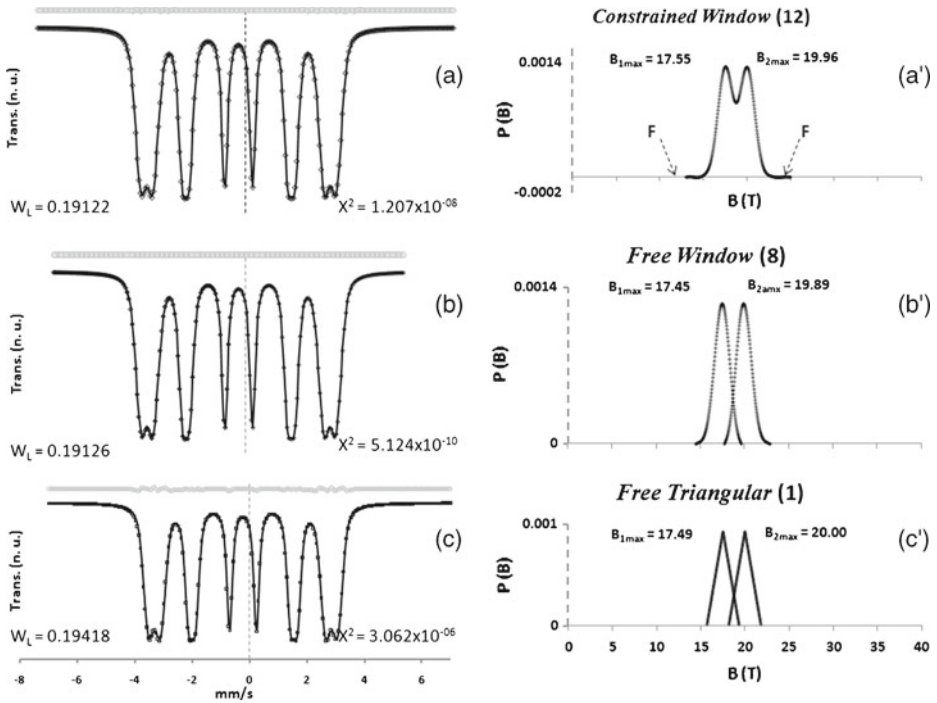 Trans. (n. u.)
(a)
W_L = 0.19122
X² = 1.207x10⁻⁰⁸
Constrained Window (12)
B₁max = 17.55
B₂max = 19.96
(a')
0.0014
P (B)
F
F
-0.0002
B (T)
Trans. (n. u.)
(b)
W_L = 0.19126
X² = 5.124x10⁻¹⁰
Free Window (8)
B₁max = 17.45
B₂amx = 19.89
(b')
0.0014
P (B)
0
Trans. (n. u.)
(c)
W_L = 0.19418
X² = 3.062x10⁻⁰⁶
-8 -6 -4 -2 0 2 4 6
mm/s
Free Triangular (1)
B₁max = 17.49
B₂max = 20.00
(c')
0.001
P (B)
0
0 5 10 15 20 25 30 35 40
B (T)